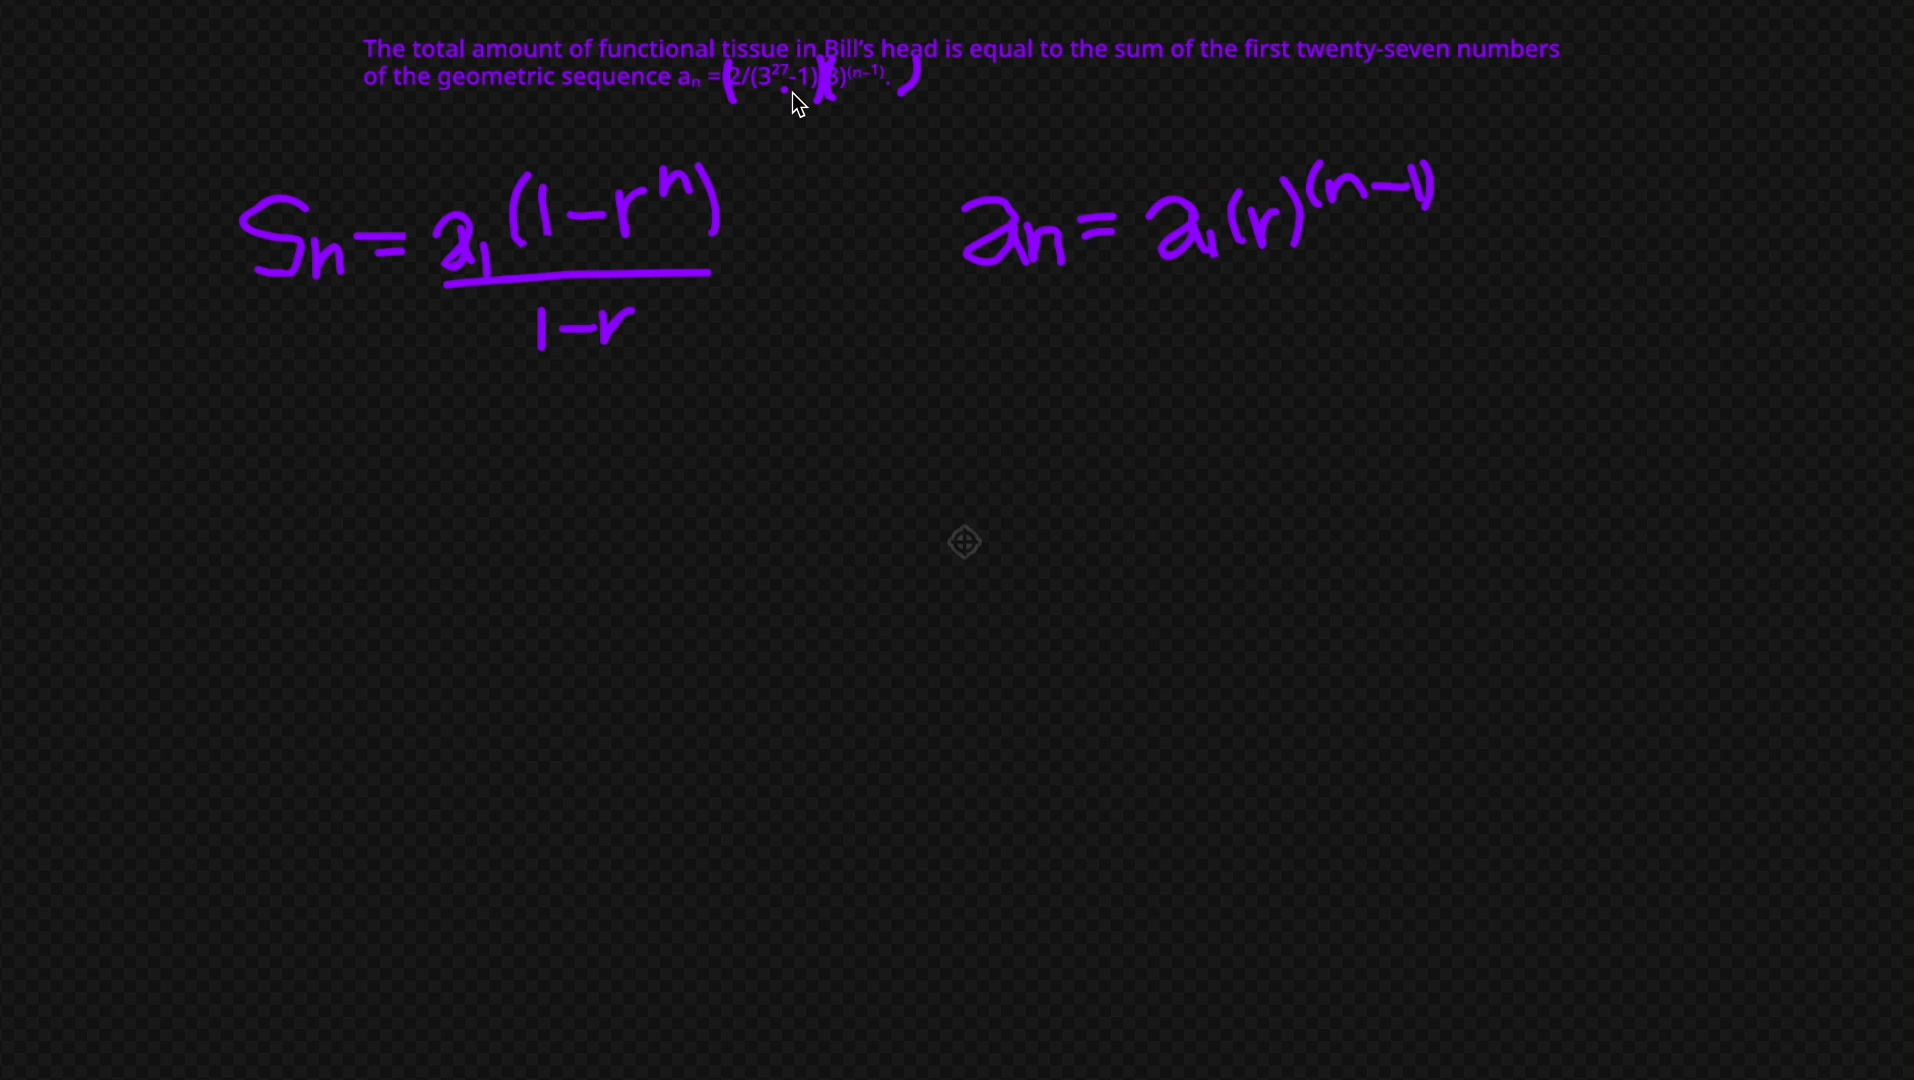 The total amount of functional tissue in Bill's head is equal to the sum of the first twenty-seven numbers
of the geometric sequence aₙ = (2/(3²⁷-1))(3)⁽ⁿ⁻¹⁾. )
Sn = a₁(1-rⁿ)
1-r
an = a₁(r)⁽ⁿ⁻¹⁾